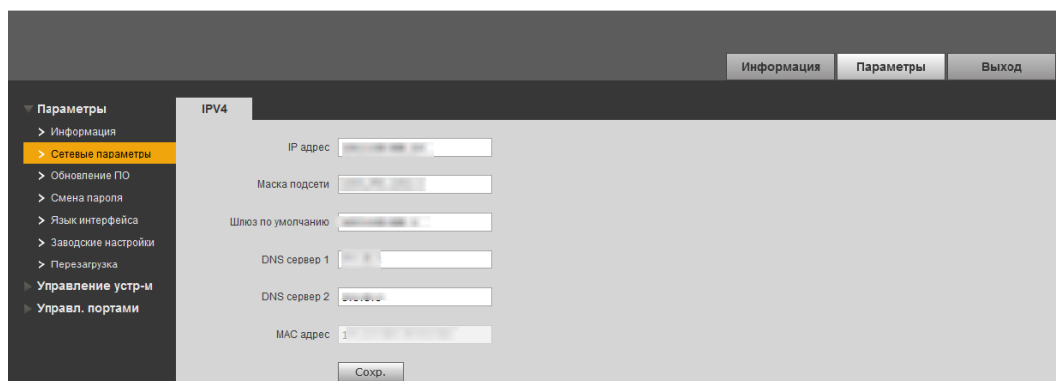 Информация Параметры Выход
Параметры
Информация
Сетевые параметры
Обновление ПО
Смена пароля
Язык интерфейса
Заводские настройки
Перезагрузка
Управление устр-м
Управл. портами
IPV4
IP адрес
Маска подсети
Шлюз по умолчанию
DNS сервер 1
DNS сервер 2
MAC адрес 1
Сохр.